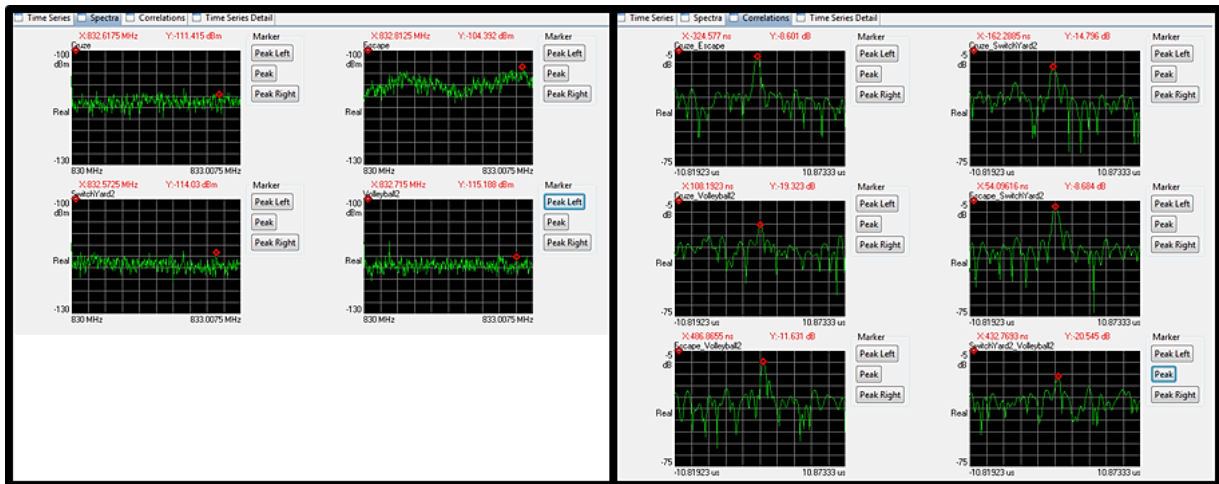 Time Series Spectra Correlations Time Series Detail
X:832.6175 MHz Y:-111.415 dBm Marker
Cruze
-100
dBm
Real
-130
830 MHz 833.0075 MHz
Peak Left
Peak
Peak Right
X:832.8125 MHz Y:-104.392 dBm Marker
Escape
-100
dBm
Real
-130
830 MHz 833.0075 MHz
Peak Left
Peak
Peak Right
X:832.5725 MHz Y:-114.03 dBm Marker
SwitchYard2
-100
dBm
Real
-130
830 MHz 833.0075 MHz
Peak Left
Peak
Peak Right
X:832.715 MHz Y:-115.188 dBm Marker
Volleyball2
-100
dBm
Real
-130
830 MHz 833.0075 MHz
Peak Left
Peak
Peak Right
Time Series Spectra Correlations Time Series Detail
X:-324.577 ns Y:-8.601 dB Marker
Cruze_Escape
-5
dB
Real
-75
-10.81923 us 10.87333 us
Peak Left
Peak
Peak Right
X:-162.2885 ns Y:-14.796 dB Marker
Cruze_SwitchYard2
-5
dB
Real
-75
-10.81923 us 10.87333 us
Peak Left
Peak
Peak Right
X:108.1923 ns Y:-19.323 dB Marker
Cruze_Volleyball2
-5
dB
Real
-75
-10.81923 us 10.87333 us
Peak Left
Peak
Peak Right
X:54.09616 ns Y:-8.684 dB Marker
Escape_SwitchYard2
-5
dB
Real
-75
-10.81923 us 10.87333 us
Peak Left
Peak
Peak Right
X:486.8655 ns Y:-11.631 dB Marker
Escape_Volleyball2
-5
dB
Real
-75
-10.81923 us 10.87333 us
Peak Left
Peak
Peak Right
X:432.7693 ns Y:-20.545 dB Marker
SwitchYard2_Volleyball2
-5
dB
Real
-75
-10.81923 us 10.87333 us
Peak Left
Peak
Peak Right